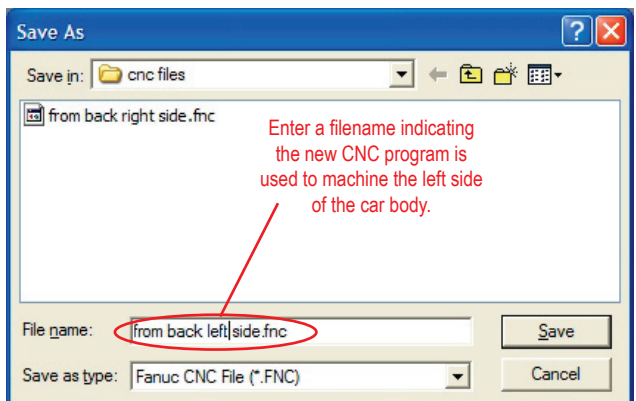 Save As
Save in: cnc files
from back right side.fnc
Enter a filename indicating
the new CNC program is
used to machine the left side
of the car body.
File name: from back left side.fnc Save
Save as type: Fanuc CNC File (*.FNC) Cancel